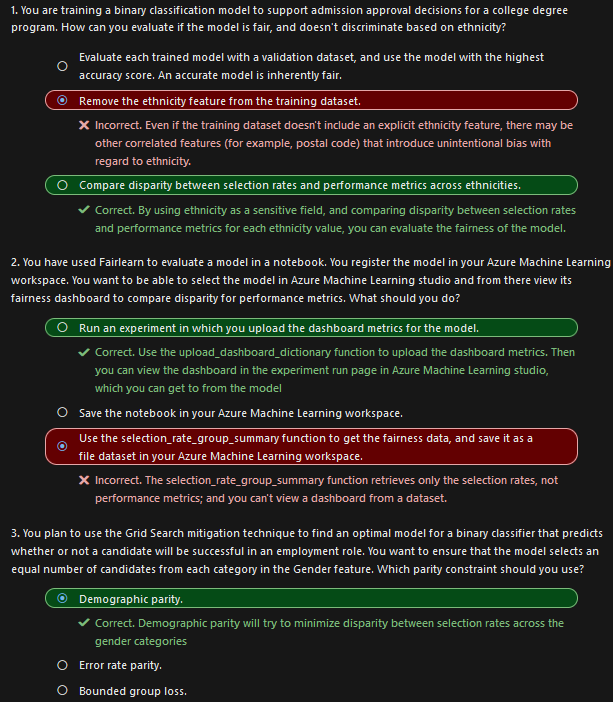 1. You are training a binary classification model to support admission approval decisions for a college degree
program. How can you evaluate if the model is fair, and doesn't discriminate based on ethnicity?
Evaluate each trained model with a validation dataset, and use the model with the highest
accuracy score. An accurate model is inherently fair.
Remove the ethnicity feature from the training dataset.
Incorrect. Even if the training dataset doesn't include an explicit ethnicity feature, there may be
other correlated features (for example, postal code) that introduce unintentional bias with
regard to ethnicity.
Compare disparity between selection rates and performance metrics across ethnicities.
Correct. By using ethnicity as a sensitive field, and comparing disparity between selection rates
and performance metrics for each ethnicity value, you can evaluate the fairness of the model.
2. You have used Fairlearn to evaluate a model in a notebook. You register the model in your Azure Machine Learning
workspace. You want to be able to select the model in Azure Machine Learning studio and from there view its
fairness dashboard to compare disparity for performance metrics. What should you do?
Run an experiment in which you upload the dashboard metrics for the model.
Correct. Use the upload_dashboard_dictionary function to upload the dashboard metrics. Then
you can view the dashboard in the experiment run page in Azure Machine Learning studio,
which you can get to from the model
Save the notebook in your Azure Machine Learning workspace.
Use the selection_rate_group_summary function to get the fairness data, and save it as a
file dataset in your Azure Machine Learning workspace.
Incorrect. The selection_rate_group_summary function retrieves only the selection rates, not
performance metrics; and you can't view a dashboard from a dataset.
3. You plan to use the Grid Search mitigation technique to find an optimal model for a binary classifier that predicts
whether or not a candidate will be successful in an employment role. You want to ensure that the model selects an
equal number of candidates from each category in the Gender feature. Which parity constraint should you use?
Demographic parity.
Correct. Demographic parity will try to minimize disparity between selection rates across the
gender categories
Error rate parity.
Bounded group loss.